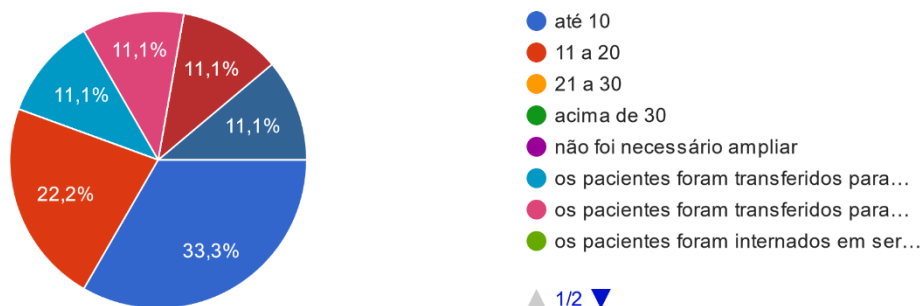 11,1%
11,1%
11,1%
11,1%
22,2%
33,3%
até 10
11 a 20
21 a 30
acima de 30
não foi necessário ampliar
os pacientes foram transferidos para…
os pacientes foram transferidos para…
os pacientes foram internados em ser…
1/2